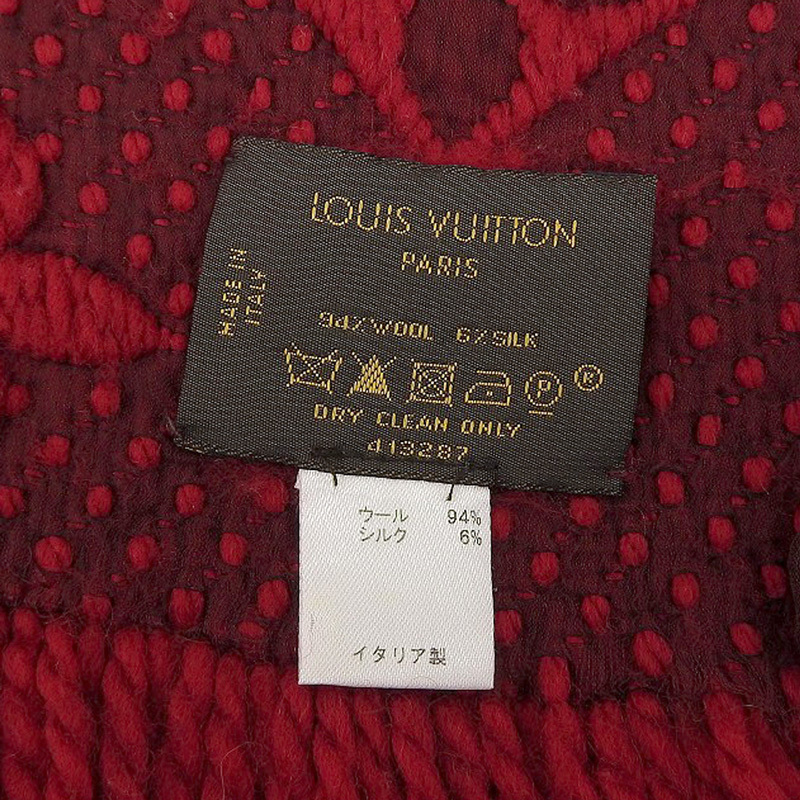 LOUIS VUITTON
PARIS
MADE IN
ITALY
94% WOOL 6% SILK
P ®
DRY CLEAN ONLY
413287
ウール 94%
シルク 6%
イタリア製